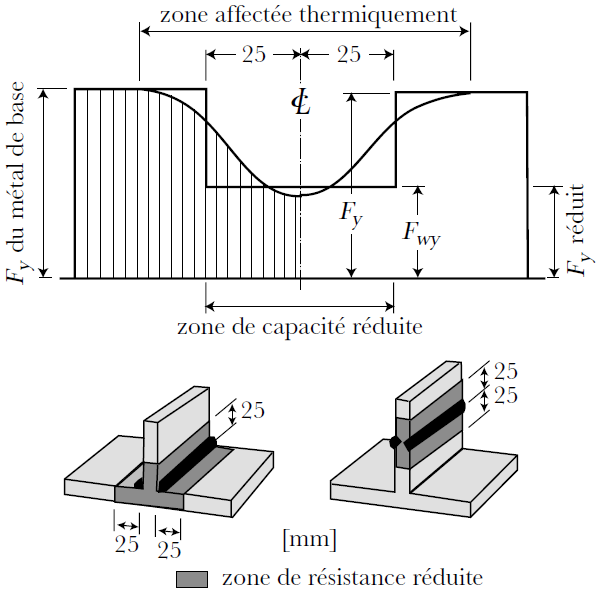 zone affectée thermiquement
25
25
℄
F_y du métal de base
F_y
F_wy
F_y réduit
zone de capacité réduite
25
25
25
25
25
[mm]
zone de résistance réduite